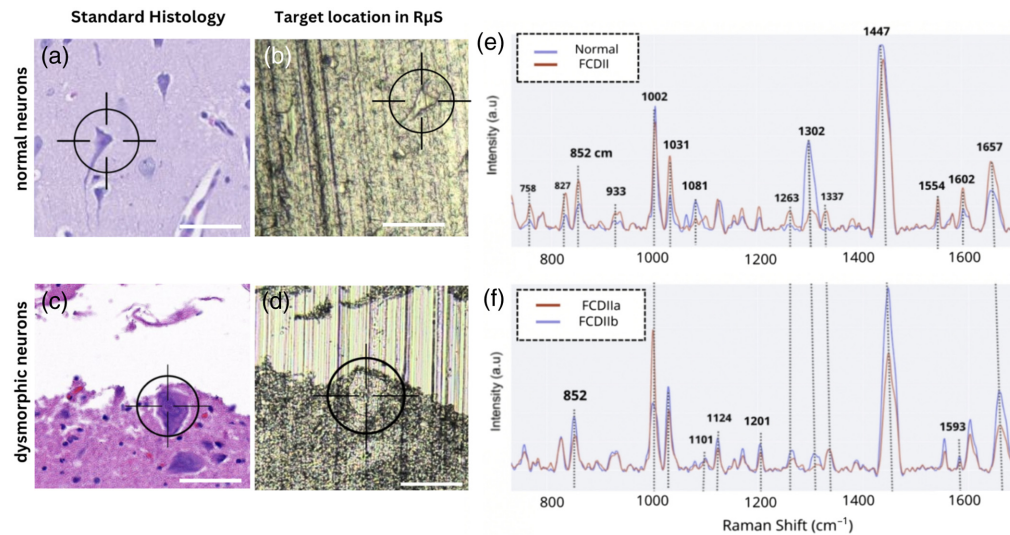 Standard Histology
Target location in RμS
normal neurons
(a)
(b)
dysmorphic neurons
(c)
(d)
(e)
Intensity (a.u)
Normal
FCDII
758
827
852 cm
933
1002
1031
1081
1263
1302
1337
1447
1554
1602
1657
800
1000
1200
1400
1600
(f)
Intensity (a.u)
FCDIIa
FCDIIb
852
1101
1124
1201
1593
800
1000
1200
1400
1600
Raman Shift (cm⁻¹)